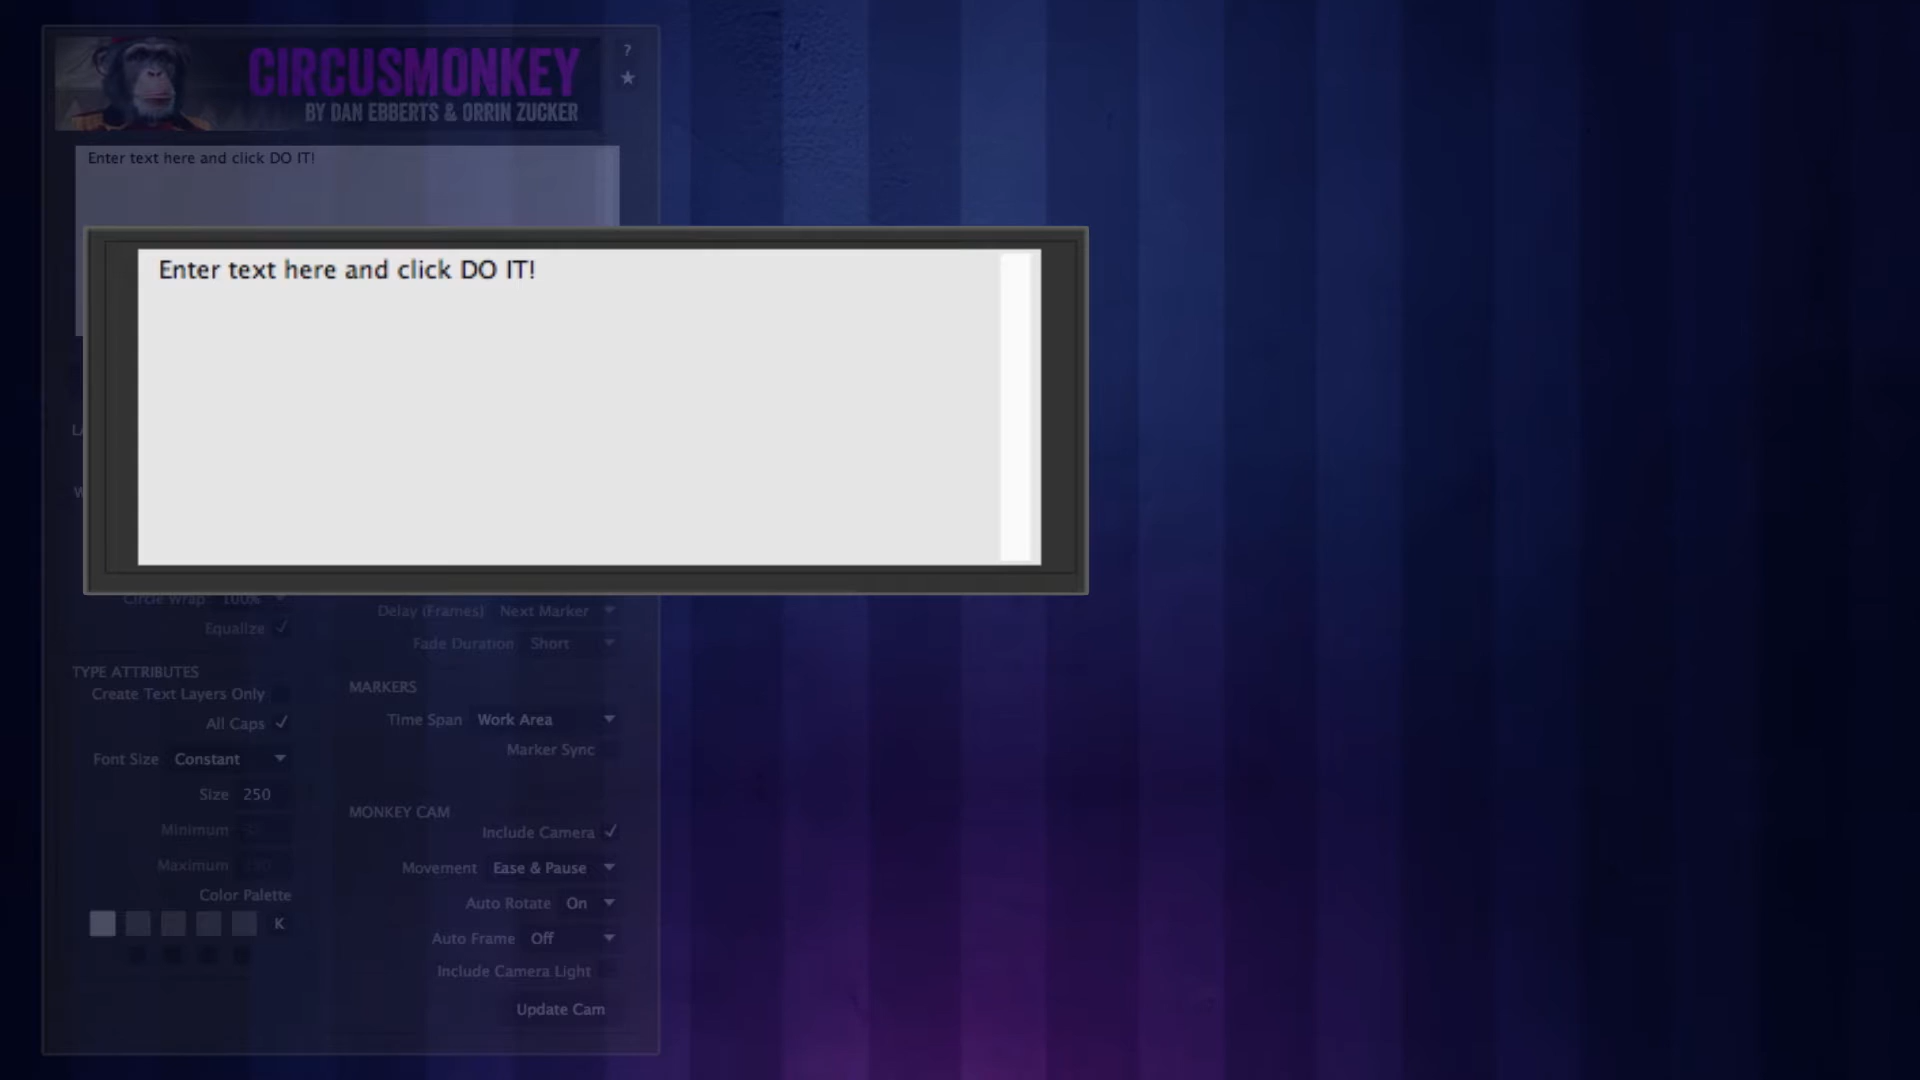 CIRCUSMONKEY
BY DAN EBBERTS & ORRIN ZUCKER
?
Enter text here and click DO IT!
Enter text here and click DO IT!
Circle Wrap 100%
Equalize
Delay (Frames) Next Marker
Fade Duration Short
TYPE ATTRIBUTES
Create Text Layers Only
All Caps
Font Size Constant
Size 250
Minimum
Maximum
Color Palette
K
MARKERS
Time Span Work Area
Marker Sync
MONKEY CAM
Include Camera
Movement Ease & Pause
Auto Rotate On
Auto Frame Off
Include Camera Light
Update Cam